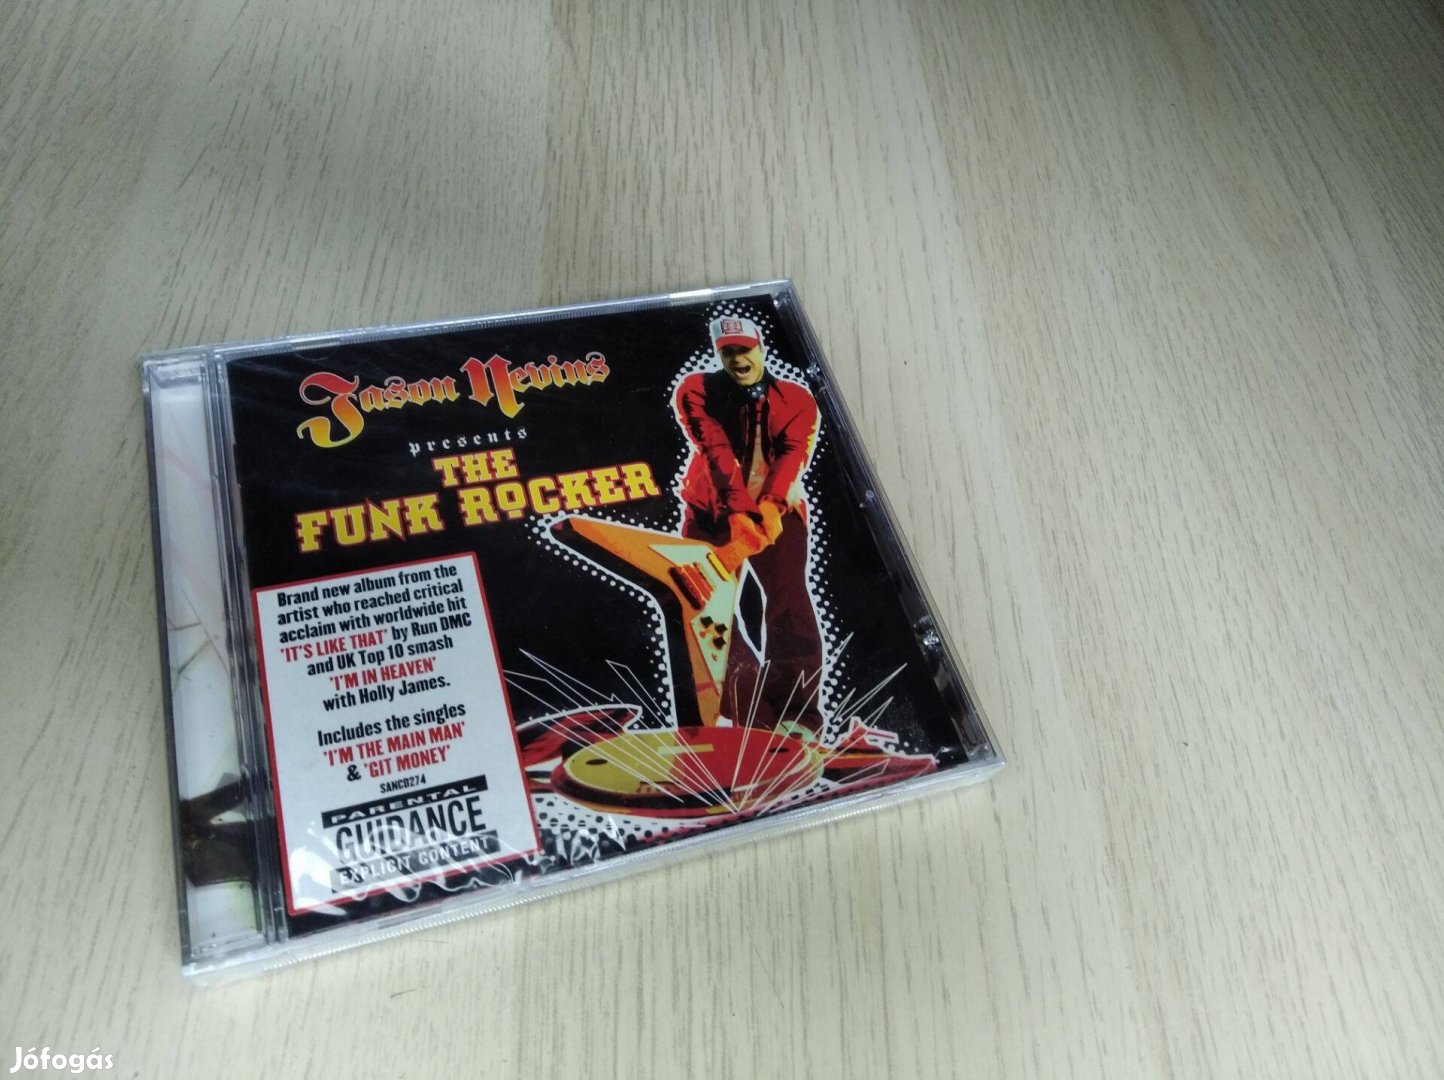 Jason Nevins
presents
THE
FUNK ROCKER
Brand new album from the
artist who reached critical
acclaim with worldwide hit
'IT'S LIKE THAT' by Run DMC
and UK Top 10 smash
'I'M IN HEAVEN'
with Holly James.
Includes the singles
'I'M THE MAIN MAN'
& 'GIT MONEY'
SANCD274
PARENTAL
GUIDANCE
EXPLICIT CONTENT
Jófogás